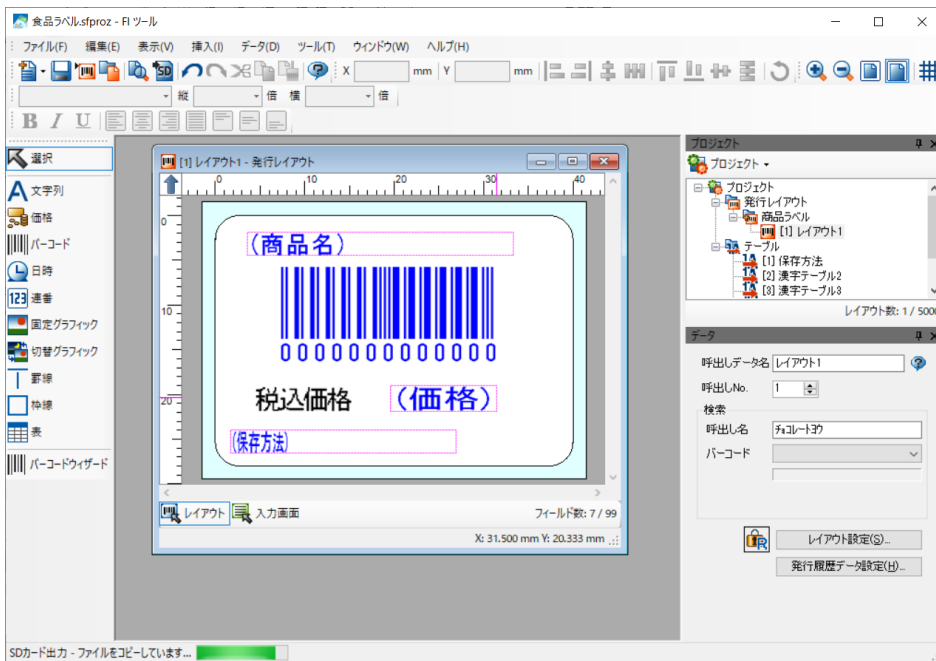 食品ラベル.sfproz - FI ツール
ファイル(F) 編集(E) 表示(V) 挿入(I) データ(D) ツール(T) ウィンドウ(W) ヘルプ(H)
SD X mm Y mm
縦 倍 横 倍
B I U
選択
文字列
価格
バーコード
日時
123 連番
固定グラフィック
切替グラフィック
罫線
枠線
表
バーコードウィザード
[1] レイアウト1 - 発行レイアウト
0 10 20 30 40
0
10
20
(商品名)
0000000000000
税込価格 (価格)
(保存方法)
レイアウト 入力画面 フィールド数: 7 / 99
X: 31.500 mm Y: 20.333 mm
プロジェクト
プロジェクト
プロジェクト
発行レイアウト
商品ラベル
[1] レイアウト1
テーブル
[1] 保存方法
[2] 漢字テーブル2
[3] 漢字テーブル3
レイアウト数: 1 / 5000
データ
呼出しデータ名 レイアウト1
呼出しNo. 1
検索
呼出し名 ﾁｮｺﾚｰﾄﾖｳ
バーコード
レイアウト設定(S)...
発行履歴データ設定(H)...
SDカード出力 - ファイルをコピーしています...